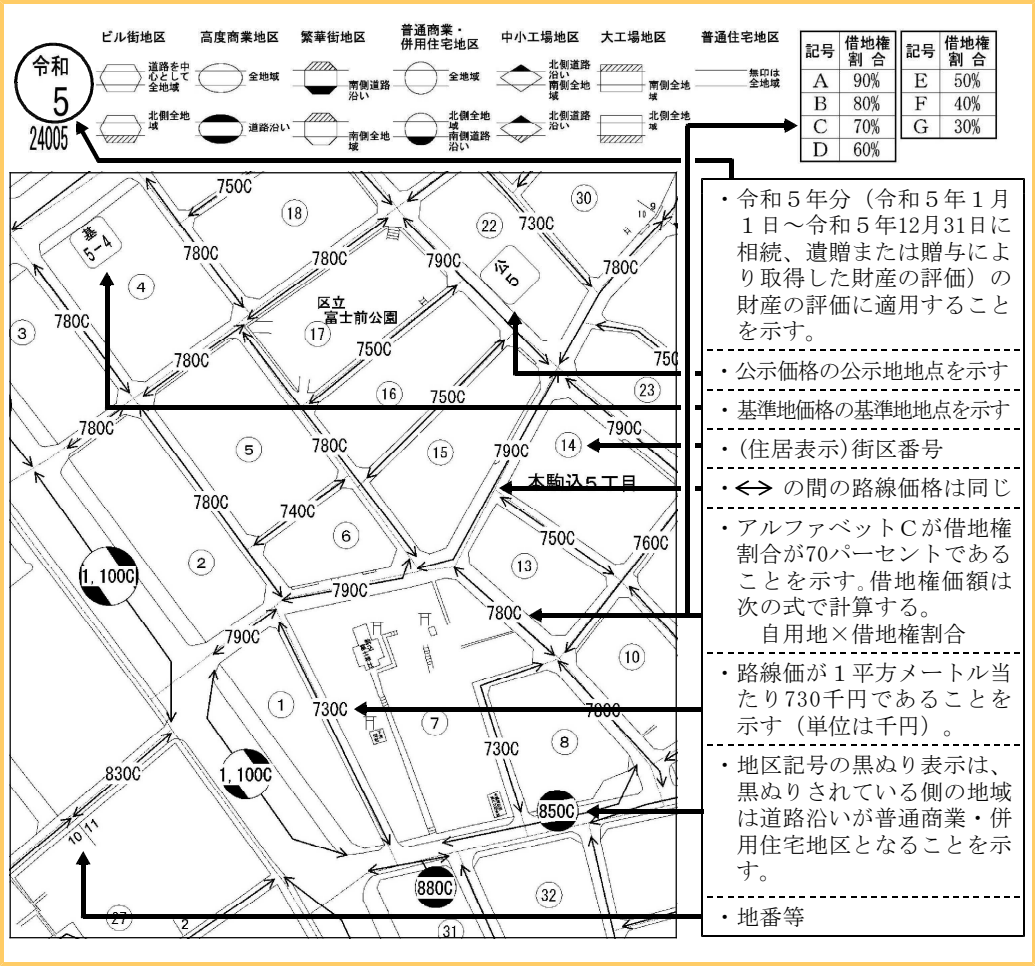 令和
5
24005
ビル街地区
道路を中
心として
全地域
北側全地
域
高度商業地区
全地域
道路沿い
繁華街地区
南側道路
沿い
南側全地
域
普通商業・
併用住宅地区
全地域
北側全地
域
南側道路
沿い
中小工場地区
北側道路
沿い
南側全地
域
北側道路
沿い
大工場地区
南側全地
域
北側全地
域
普通住宅地区
無印は
全地域
記号 借地権
割 合
A 90%
B 80%
C 70%
D 60%
記号 借地権
割 合
E 50%
F 40%
G 30%
・令和5年分（令和5年1月
1日～令和5年12月31日に
相続、遺贈または贈与によ
り取得した財産の評価）の
財産の評価に適用すること
を示す。
・公示価格の公示地地点を示す
・基準地価格の基準地地点を示す
・(住居表示)街区番号
・↔ の間の路線価格は同じ
・アルファベットCが借地権
割合が70パーセントである
ことを示す。借地権価額は
次の式で計算する。
自用地×借地権割合
・路線価が1平方メートル当
たり730千円であることを
示す（単位は千円）。
・地区記号の黒ぬり表示は、
黒ぬりされている側の地域
は道路沿いが普通商業・併
用住宅地区となることを示
す。
・地番等
750C
18
30
9
10
22
730C
基
5-4
780C
780C
790C
公
5
780C
4
区立
富士前公園
17
3
780C
780C
750C
750C
16
750C
23
780C
5
780C
15
790C
14
790C
本駒込5丁目
780C
740C
6
750C
760C
2
13
1,100C
790C
780C
790C
10
1
730C
7
780C
730C
8
830C
1,100C
850C
10 11
880C
32
27
2
31